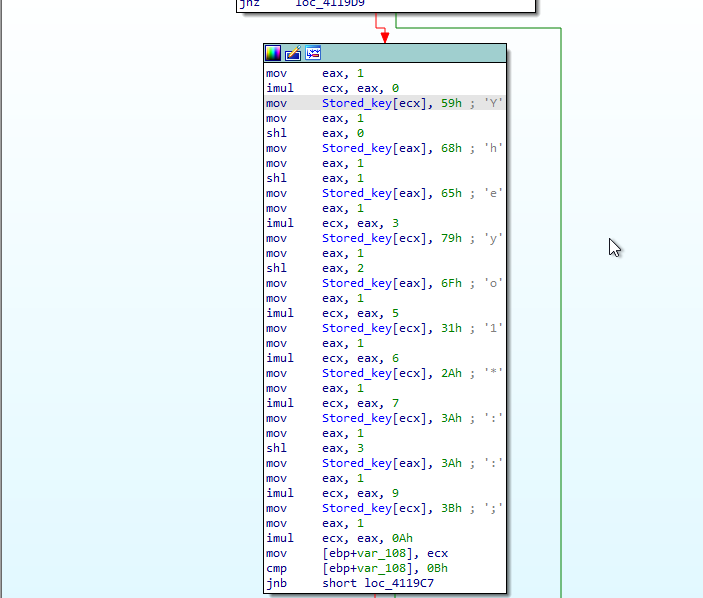 jnz loc_4119D9
mov eax, 1
imul ecx, eax, 0
mov Stored_key[ecx], 59h ; 'Y'
mov eax, 1
shl eax, 0
mov Stored_key[eax], 68h ; 'h'
mov eax, 1
shl eax, 1
mov Stored_key[eax], 65h ; 'e'
mov eax, 1
imul ecx, eax, 3
mov Stored_key[ecx], 79h ; 'y'
mov eax, 1
shl eax, 2
mov Stored_key[eax], 6Fh ; 'o'
mov eax, 1
imul ecx, eax, 5
mov Stored_key[ecx], 31h ; '1'
mov eax, 1
imul ecx, eax, 6
mov Stored_key[ecx], 2Ah ; '*'
mov eax, 1
imul ecx, eax, 7
mov Stored_key[ecx], 3Ah ; ':'
mov eax, 1
shl eax, 3
mov Stored_key[eax], 3Ah ; ':'
mov eax, 1
imul ecx, eax, 9
mov Stored_key[ecx], 3Bh ; ';'
mov eax, 1
imul ecx, eax, 0Ah
mov [ebp+var_108], ecx
cmp [ebp+var_108], 0Bh
jnb short loc_4119C7